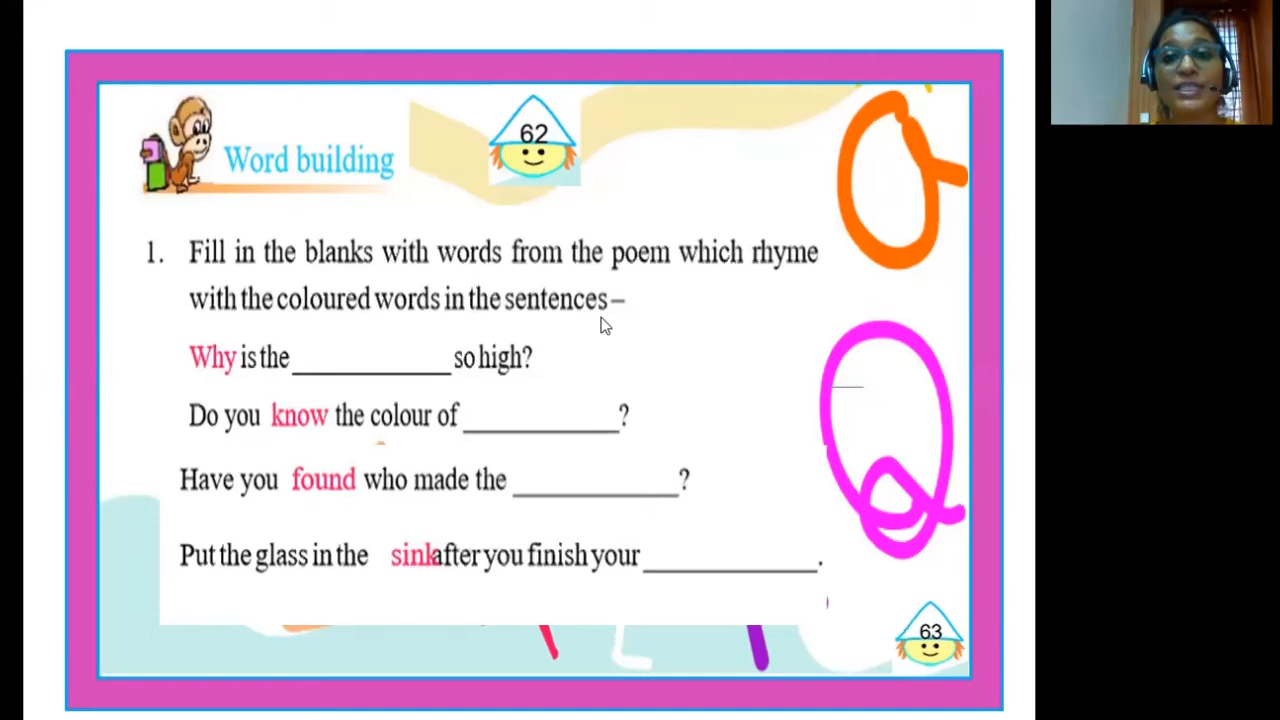 62
Word building
1. Fill in the blanks with words from the poem which rhyme
with the coloured words in the sentences –
Why is the ____________ so high?
Do you know the colour of ____________ ?
Have you found who made the ____________ ?
Put the glass in the sink after you finish your ____________ .
63